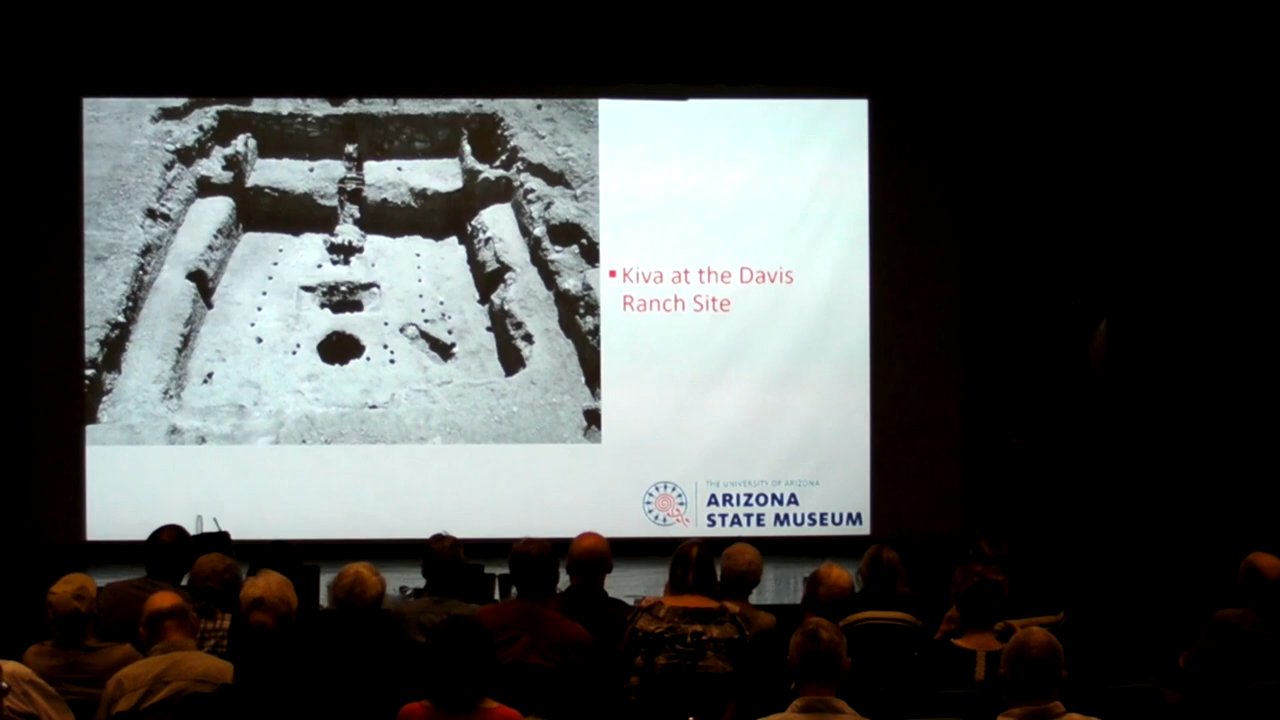 ▪ Kiva at the Davis
Ranch Site
THE UNIVERSITY OF ARIZONA
ARIZONA
STATE MUSEUM